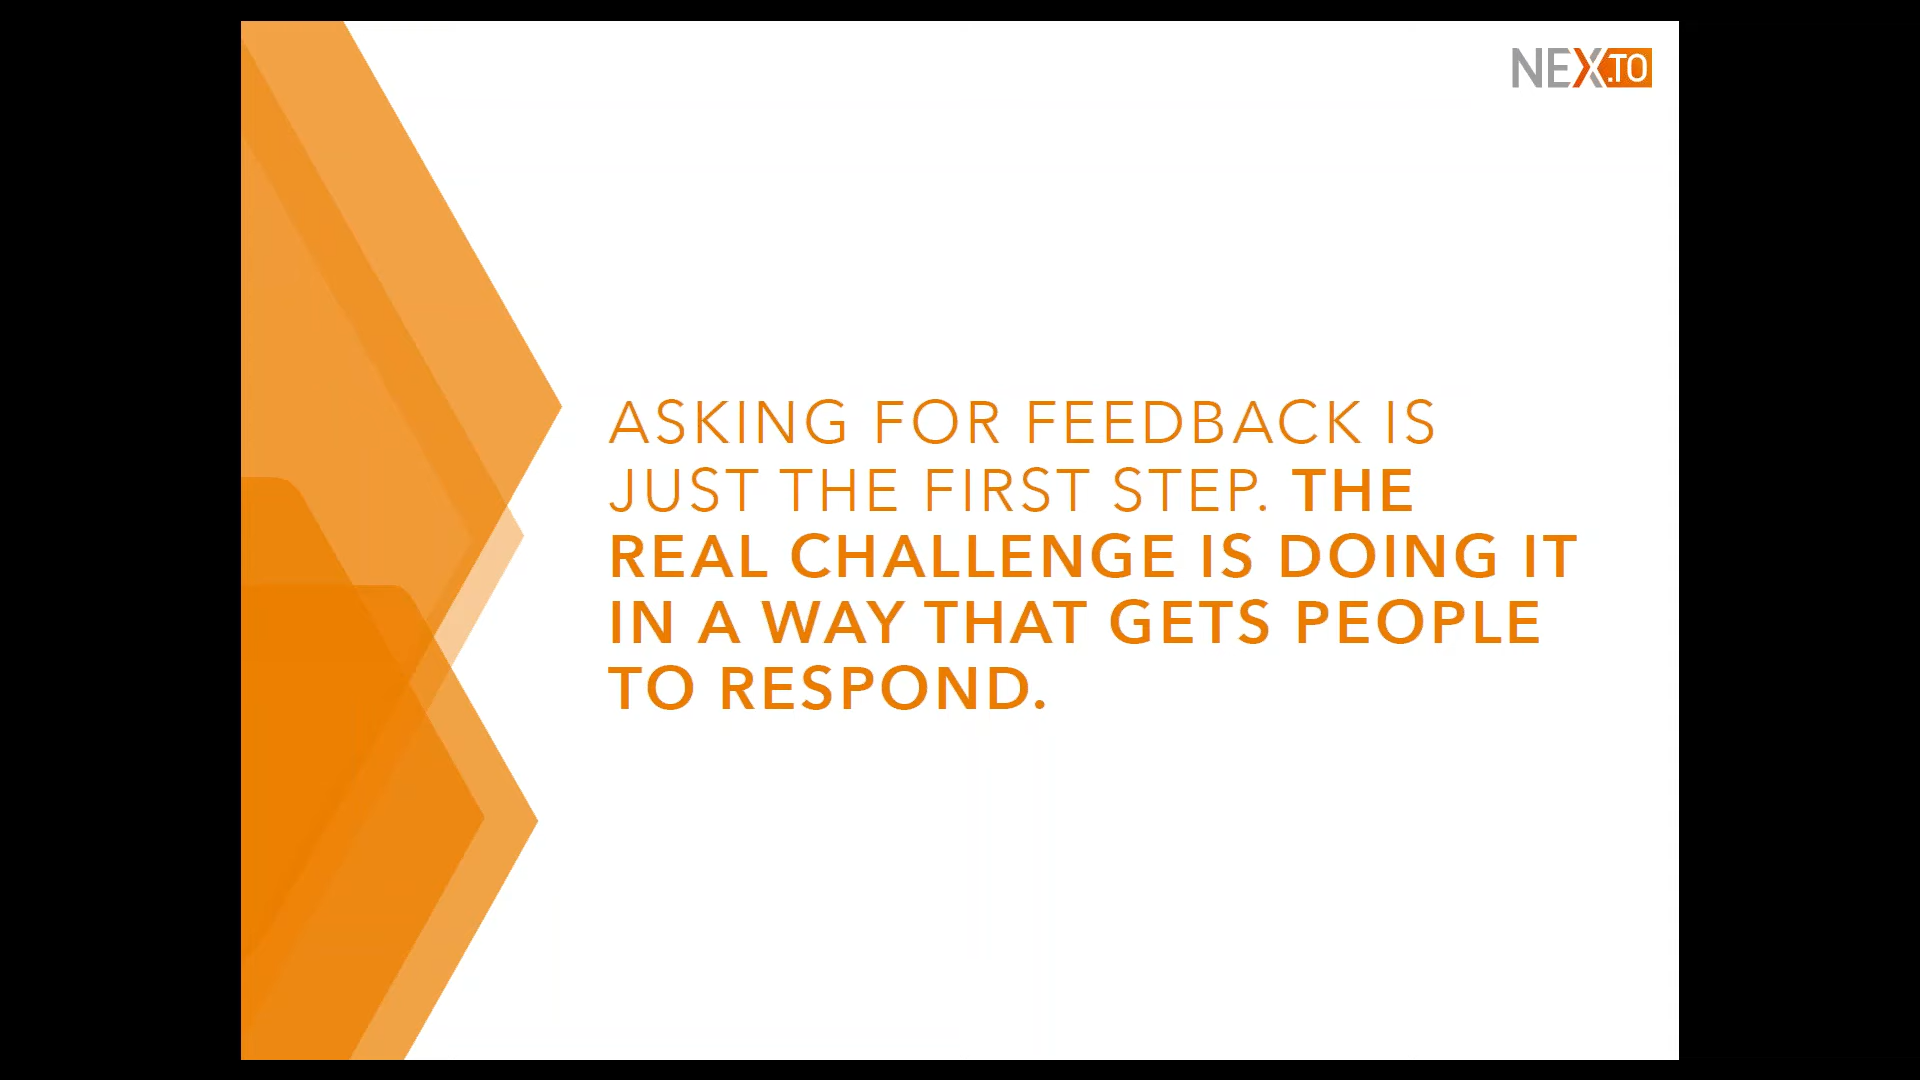 NEX.TO
ASKING FOR FEEDBACK IS
JUST THE FIRST STEP. THE
REAL CHALLENGE IS DOING IT
IN A WAY THAT GETS PEOPLE
TO RESPOND.